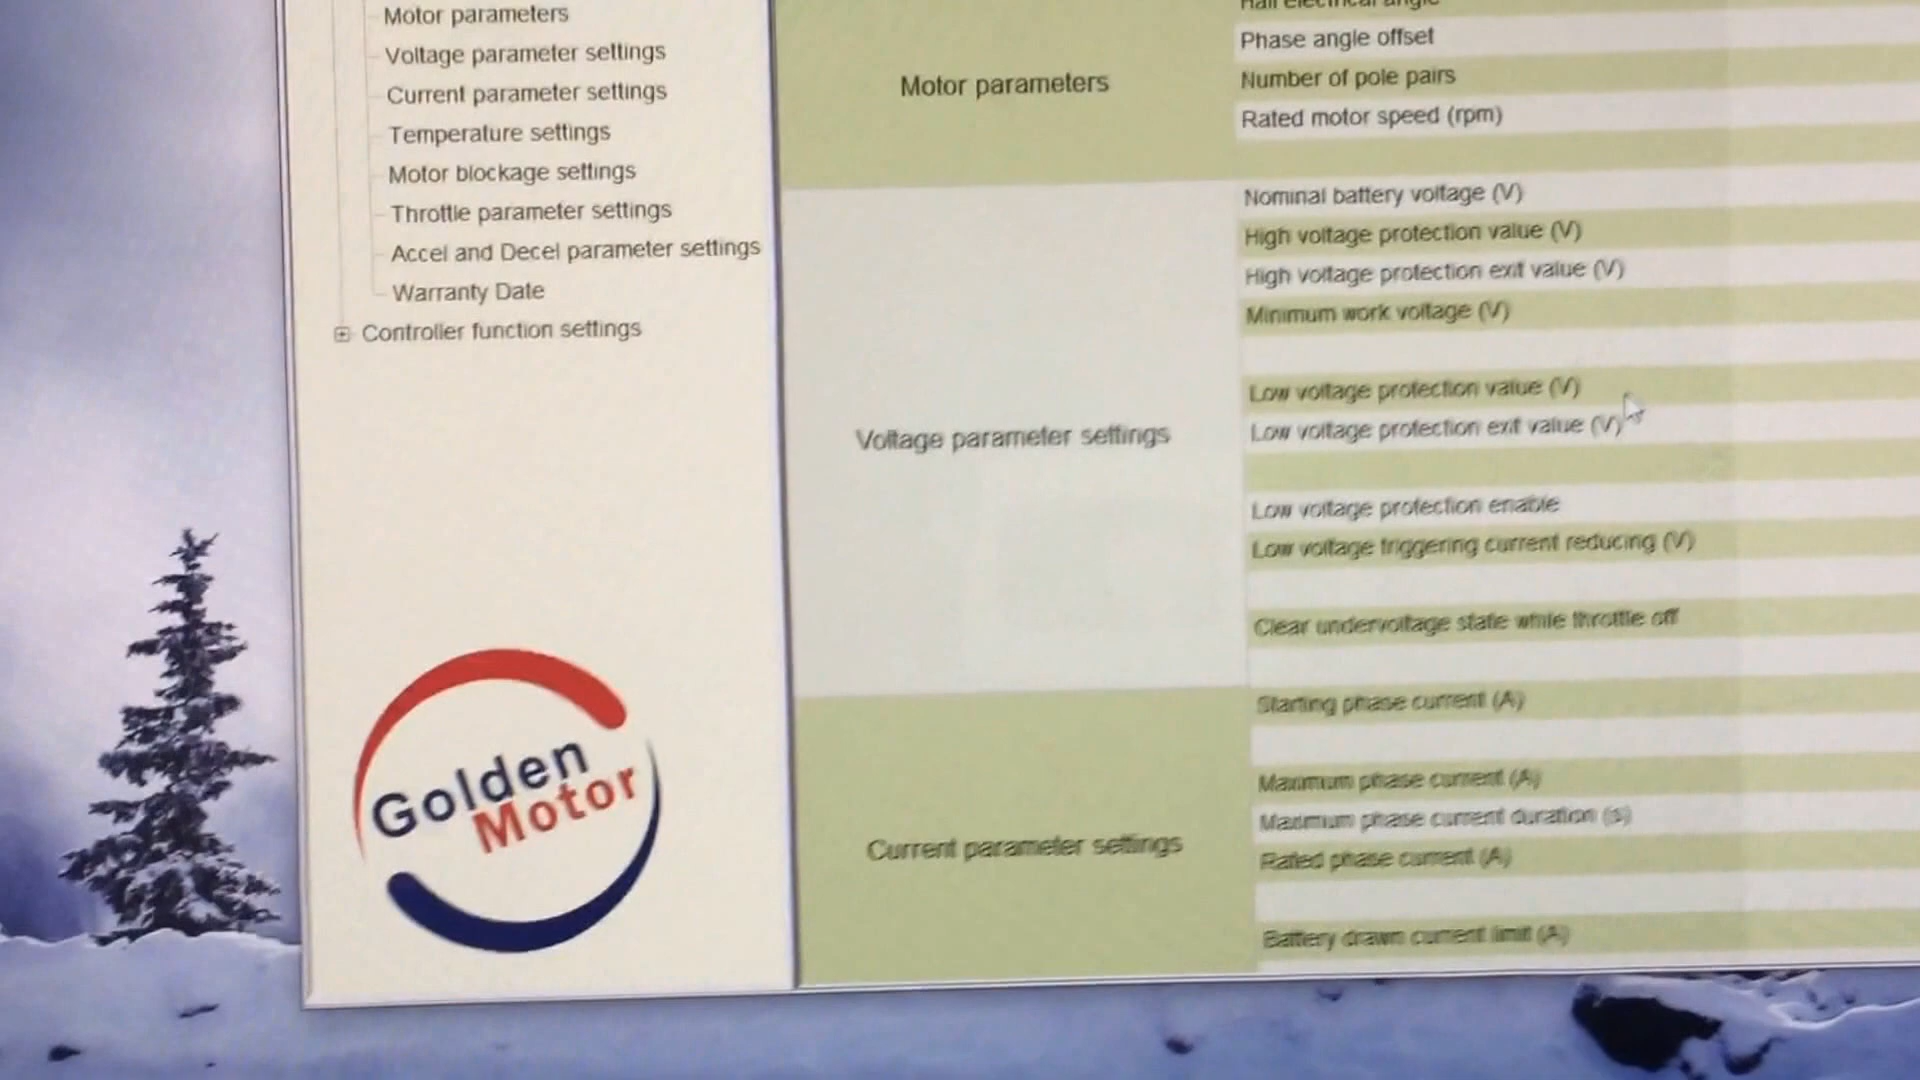 Motor parameters
Voltage parameter settings
Current parameter settings
Temperature settings
Motor blockage settings
Throttle parameter settings
Accel and Decel parameter settings
Warranty Date
Controller function settings
Golden
Motor
Motor parameters
Hall electrical angle
Phase angle offset
Number of pole pairs
Rated motor speed (rpm)
Voltage parameter settings
Nominal battery voltage (V)
High voltage protection value (V)
High voltage protection exit value (V)
Minimum work voltage (V)
Low voltage protection value (V)
Low voltage protection exit value (V)
Low voltage protection enable
Low voltage triggering current reducing (V)
Clear undervoltage state while throttle off
Current parameter settings
Starting phase current (A)
Maximum phase current (A)
Maximum phase current duration (s)
Rated phase current (A)
Battery drawn current limit (A)